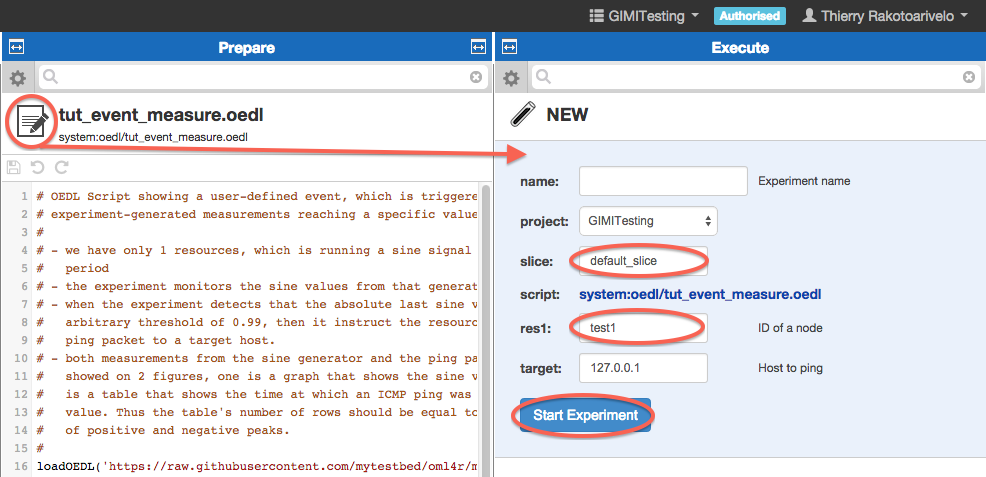 GIMITesting Authorised Thierry Rakotoarivelo
Prepare
tut_event_measure.oedl
system:oedl/tut_event_measure.oedl
1 # OEDL Script showing a user-defined event, which is triggere
2 # experiment-generated measurements reaching a specific value
3 #
4 # - we have only 1 resources, which is running a sine signal
5 #   period
6 # - the experiment monitors the sine values from that generat
7 # - when the experiment detects that the absolute last sine v
8 #   arbitrary threshold of 0.99, then it instruct the resourc
9 #   ping packet to a target host.
10 # - both measurements from the sine generator and the ping pa
11 #   showed on 2 figures, one is a graph that shows the sine v
12 #   is a table that shows the time at which an ICMP ping was
13 #   value. Thus the table's number of rows should be equal to
14 #   of positive and negative peaks.
15 #
16 loadOEDL('https://raw.githubusercontent.com/mytestbed/oml4r/m
Execute
NEW
name: Experiment name
project: GIMITesting
slice: default_slice
script: system:oedl/tut_event_measure.oedl
res1: test1 ID of a node
target: 127.0.0.1 Host to ping
Start Experiment